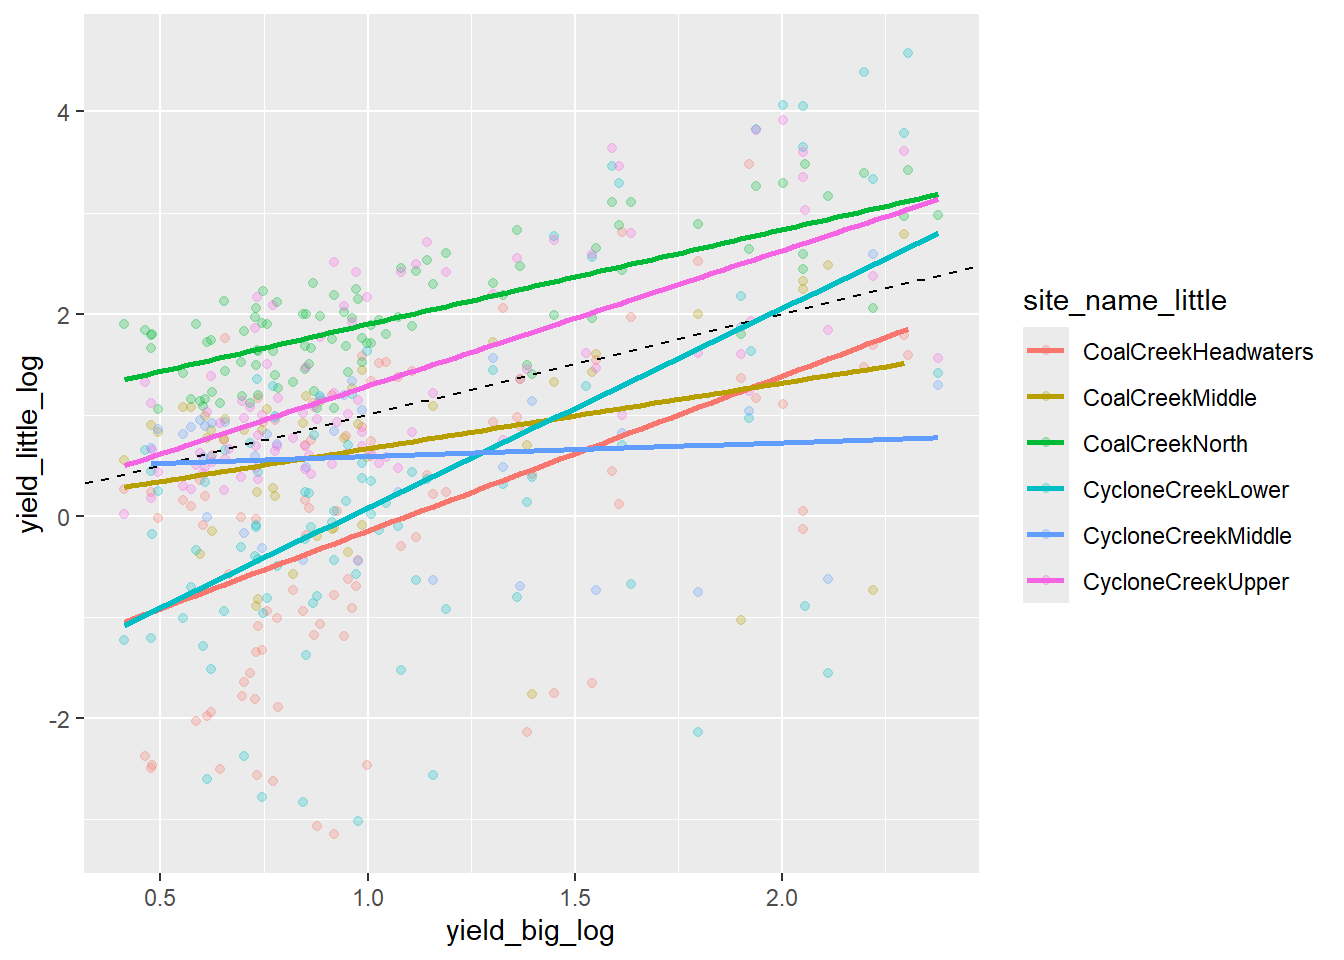 4
2
0
-2
0.5
1.0
1.5
2.0
yield_big_log
yield_little_log
site_name_little
CoalCreekHeadwaters
CoalCreekMiddle
CoalCreekNorth
CycloneCreekLower
CycloneCreekMiddle
CycloneCreekUpper